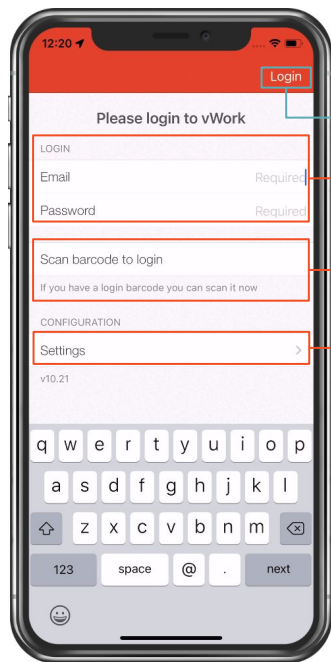 12:20
Login
Please login to vWork
LOGIN
Email Required
Password Required
Scan barcode to login
If you have a login barcode you can scan it now
CONFIGURATION
Settings
v10.21
q w e r t y u i o p
a s d f g h j k l
z x c v b n m
123 space @ . next